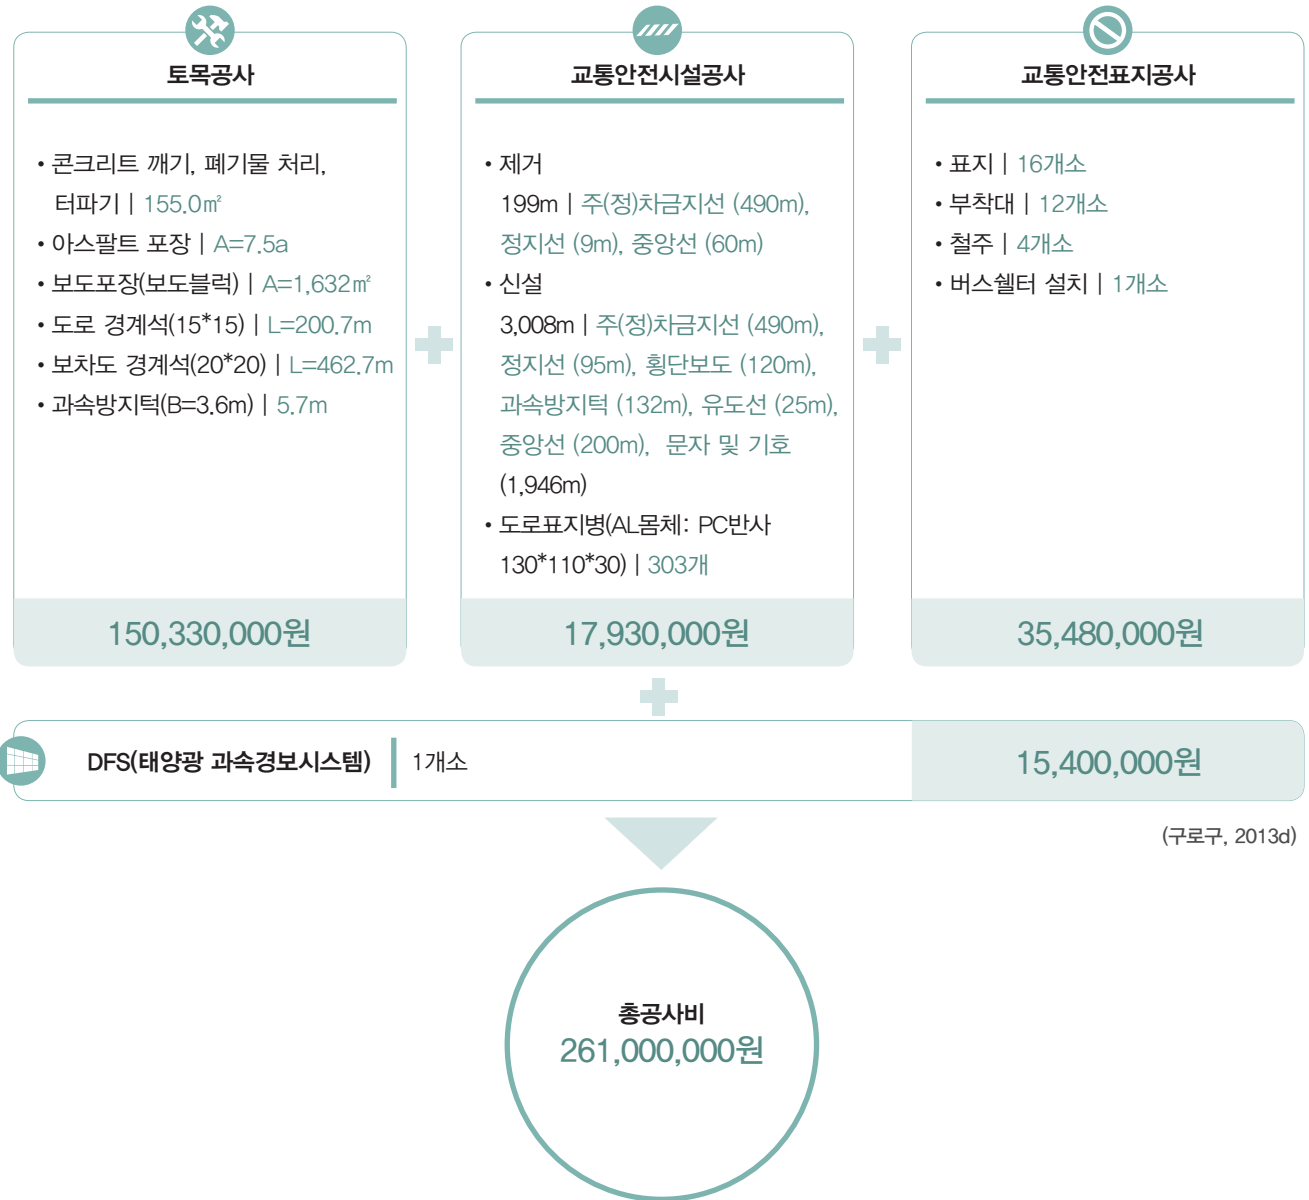 토목공사
• 콘크리트 깨기, 폐기물 처리,
터파기 | 155.0㎡
• 아스팔트 포장 | A=7.5a
• 보도포장(보도블럭) | A=1,632㎡
• 도로 경계석(15*15) | L=200.7m
• 보차도 경계석(20*20) | L=462.7m
• 과속방지턱(B=3.6m) | 5.7m
150,330,000원
교통안전시설공사
• 제거
199m | 주(정)차금지선 (490m),
정지선 (9m), 중앙선 (60m)
• 신설
3,008m | 주(정)차금지선 (490m),
정지선 (95m), 횡단보도 (120m),
과속방지턱 (132m), 유도선 (25m),
중앙선 (200m), 문자 및 기호
(1,946m)
• 도로표지병(AL몸체: PC반사
130*110*30) | 303개
17,930,000원
교통안전표지공사
• 표지 | 16개소
• 부착대 | 12개소
• 철주 | 4개소
• 버스쉘터 설치 | 1개소
35,480,000원
DFS(태양광 과속경보시스템) | 1개소
15,400,000원
(구로구, 2013d)
총공사비
261,000,000원